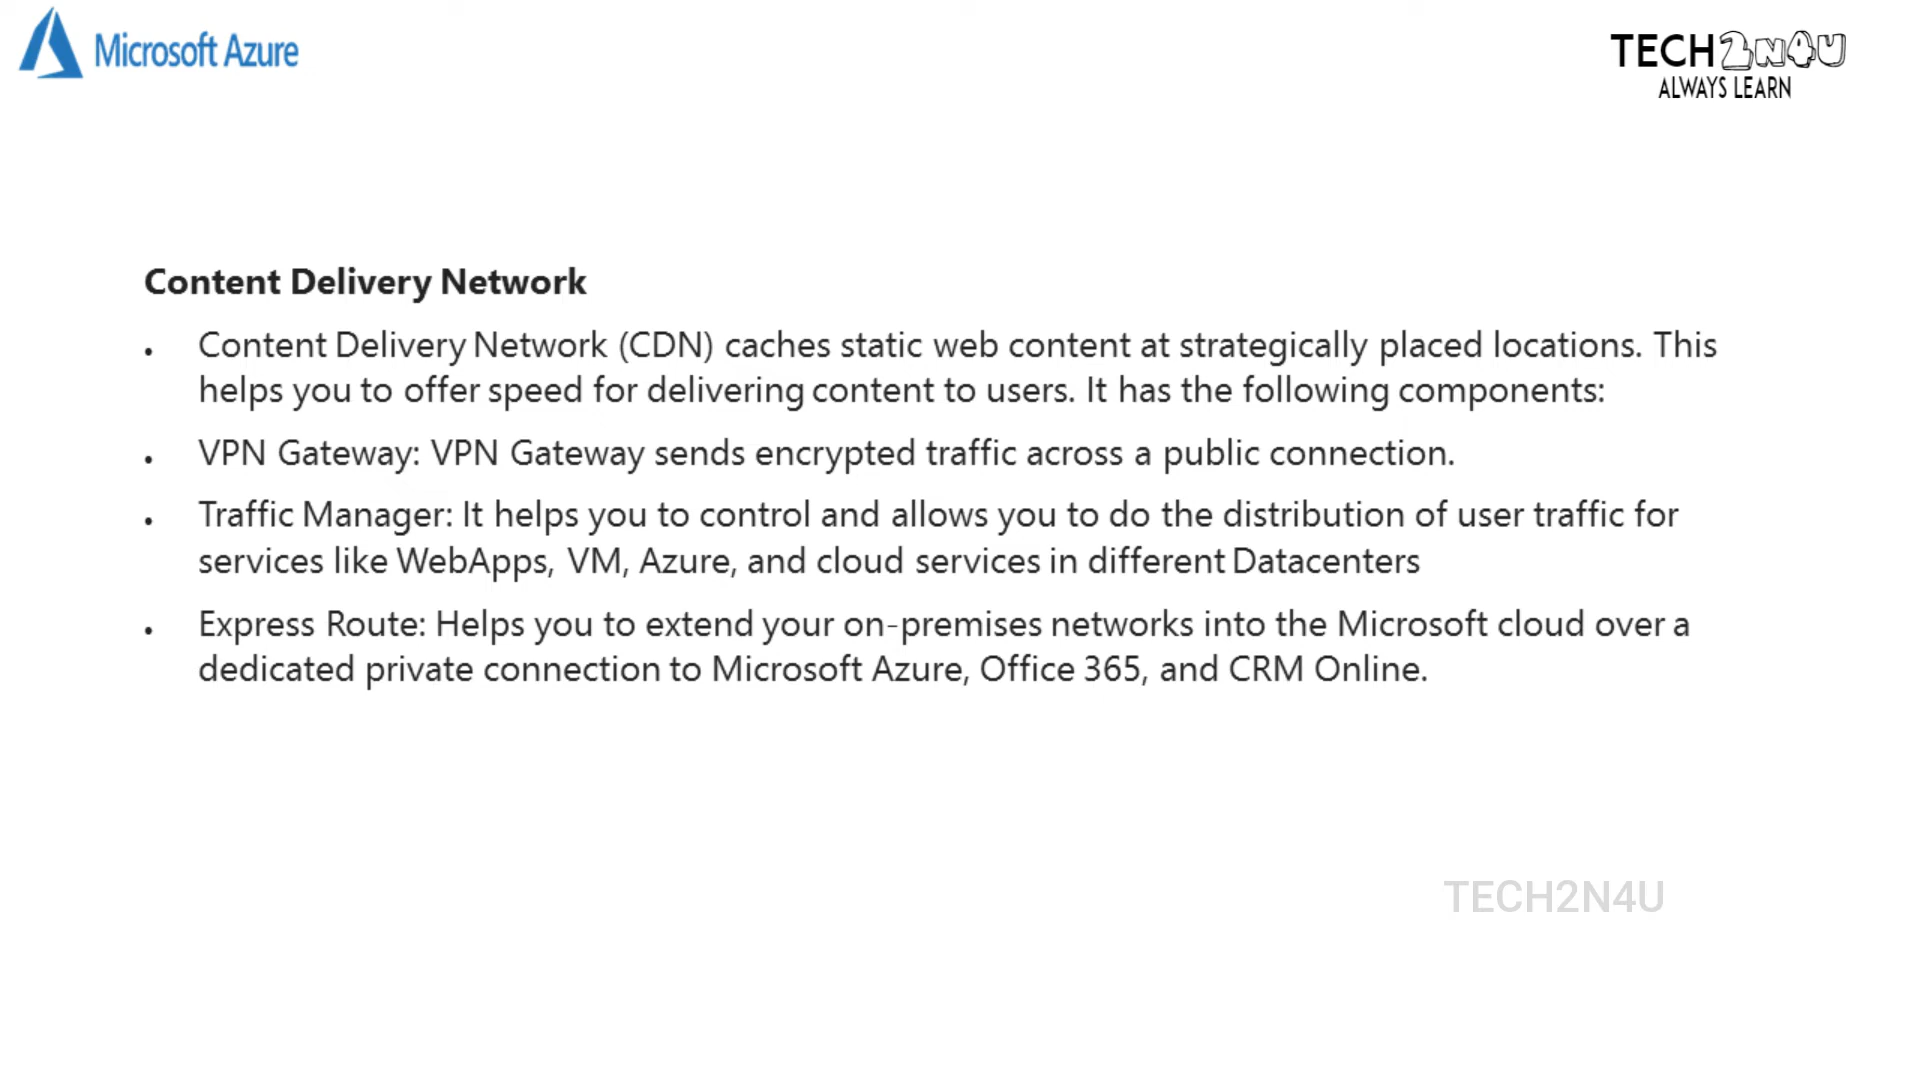 Microsoft Azure
TECH2N4U
ALWAYS LEARN
Content Delivery Network
• Content Delivery Network (CDN) caches static web content at strategically placed locations. This
helps you to offer speed for delivering content to users. It has the following components:
• VPN Gateway: VPN Gateway sends encrypted traffic across a public connection.
• Traffic Manager: It helps you to control and allows you to do the distribution of user traffic for
services like WebApps, VM, Azure, and cloud services in different Datacenters
• Express Route: Helps you to extend your on-premises networks into the Microsoft cloud over a
dedicated private connection to Microsoft Azure, Office 365, and CRM Online.
TECH2N4U